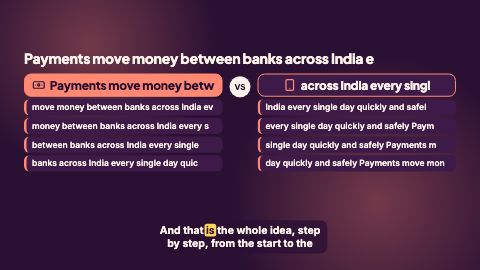 Payments move money between banks across India e
Payments move money betw
vs
across India every singl
move money between banks across India ev
money between banks across India every s
between banks across India every single
banks across India every single day quic
India every single day quickly and safel
every single day quickly and safely Paym
single day quickly and safely Payments m
day quickly and safely Payments move mon
And that is the whole idea, step
by step, from the start to the